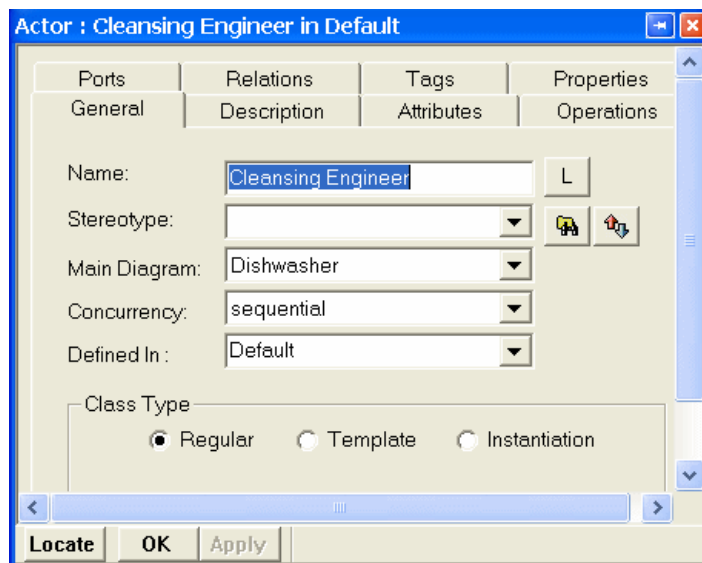 Actor : Cleansing Engineer in Default
Ports Relations Tags Properties
General Description Attributes Operations
Name: Cleansing Engineer L
Stereotype:
Main Diagram: Dishwasher
Concurrency: sequential
Defined In : Default
Class Type
Regular Template Instantiation
Locate OK Apply